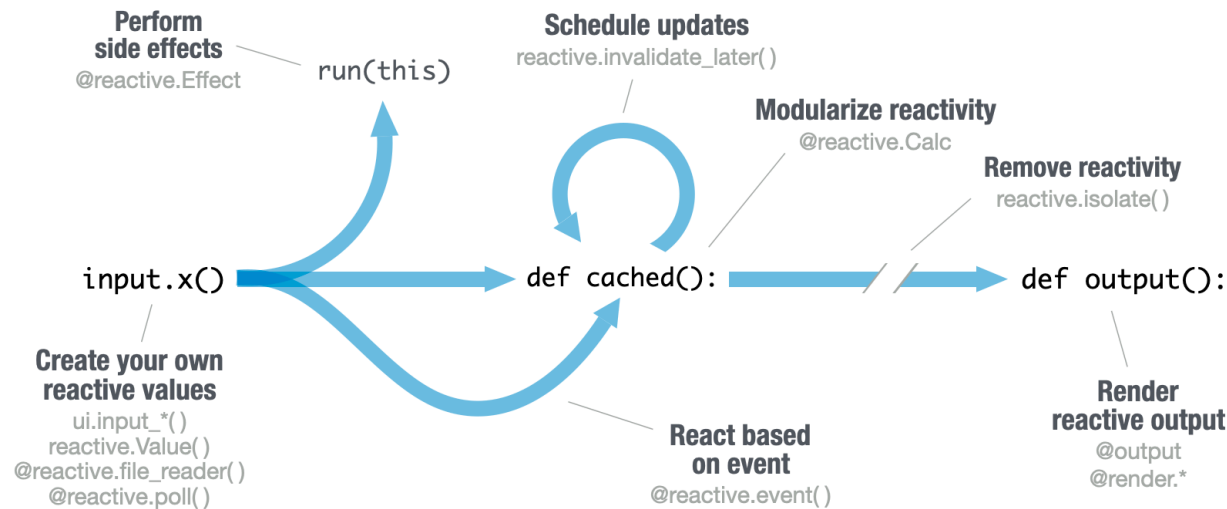 Perform
side effects
@reactive.Effect
run(this)
Schedule updates
reactive.invalidate_later( )
Modularize reactivity
@reactive.Calc
Remove reactivity
reactive.isolate( )
input.x()
def cached():
def output():
Create your own
reactive values
ui.input_*( )
reactive.Value( )
@reactive.file_reader( )
@reactive.poll( )
React based
on event
@reactive.event( )
Render
reactive output
@output
@render.*